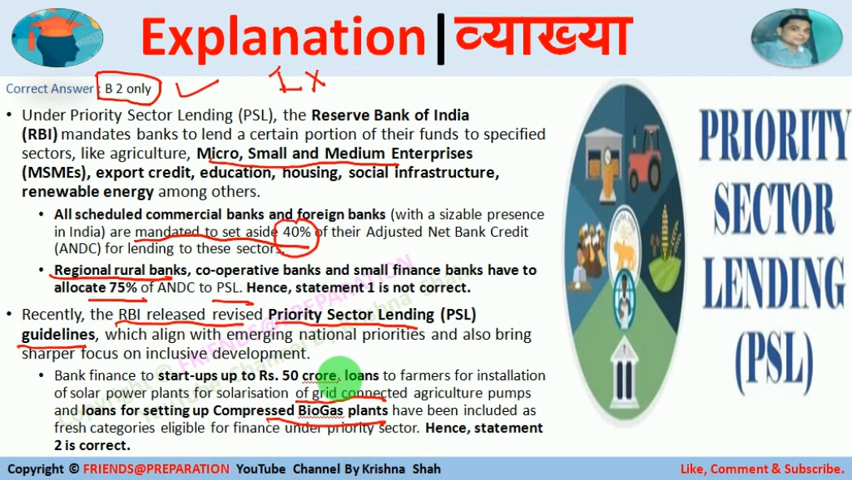 Explanation|व्याख्या
Correct Answer : B 2 only
1 X
• Under Priority Sector Lending (PSL), the Reserve Bank of India
(RBI) mandates banks to lend a certain portion of their funds to specified
sectors, like agriculture, Micro, Small and Medium Enterprises
(MSMEs), export credit, education, housing, social infrastructure,
renewable energy among others.
• All scheduled commercial banks and foreign banks (with a sizable presence
in India) are mandated to set aside 40% of their Adjusted Net Bank Credit
(ANDC) for lending to these sectors.
• Regional rural banks, co-operative banks and small finance banks have to
allocate 75% of ANDC to PSL. Hence, statement 1 is not correct.
• Recently, the RBI released revised Priority Sector Lending (PSL)
guidelines, which align with emerging national priorities and also bring
sharper focus on inclusive development.
Bank finance to start-ups up to Rs. 50 crore, loans to farmers for installation
of solar power plants for solarisation of grid connected agriculture pumps
and loans for setting up Compressed BioGas plants have been included as
fresh categories eligible for finance under priority sector. Hence, statement
2 is correct.
PRIORITY
SECTOR
LENDING
(PSL)
Copyright © FRIENDS@PREPARATION YouTube Channel By Krishna Shah
Like, Comment & Subscribe.